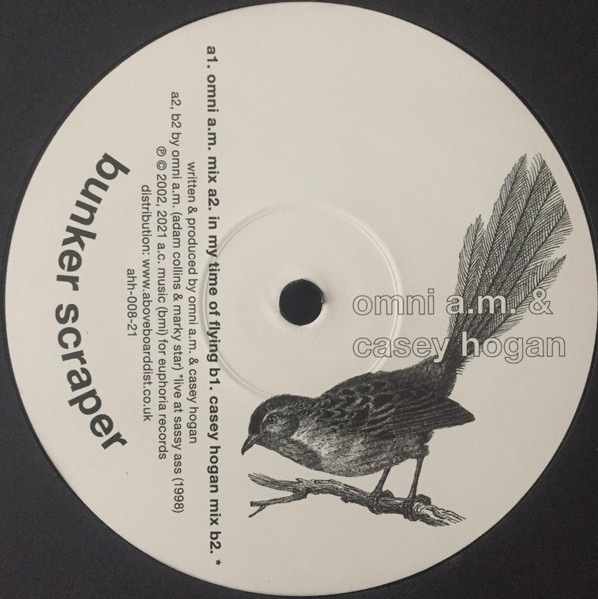 omni a.m. &
casey hogan
a1. omni a.m. mix a2. in my time of flying b1. casey hogan mix b2. *
written & produced by omni a.m. & casey hogan
a2, b2 by omni a.m. (adam collins & marky star) *live at sassy ass (1998)
℗ © 2002, 2021 a.c. music (bmi) for euphoria records
distribution: www.aboveboarddist.co.uk
ahh-008-21
bunker scraper